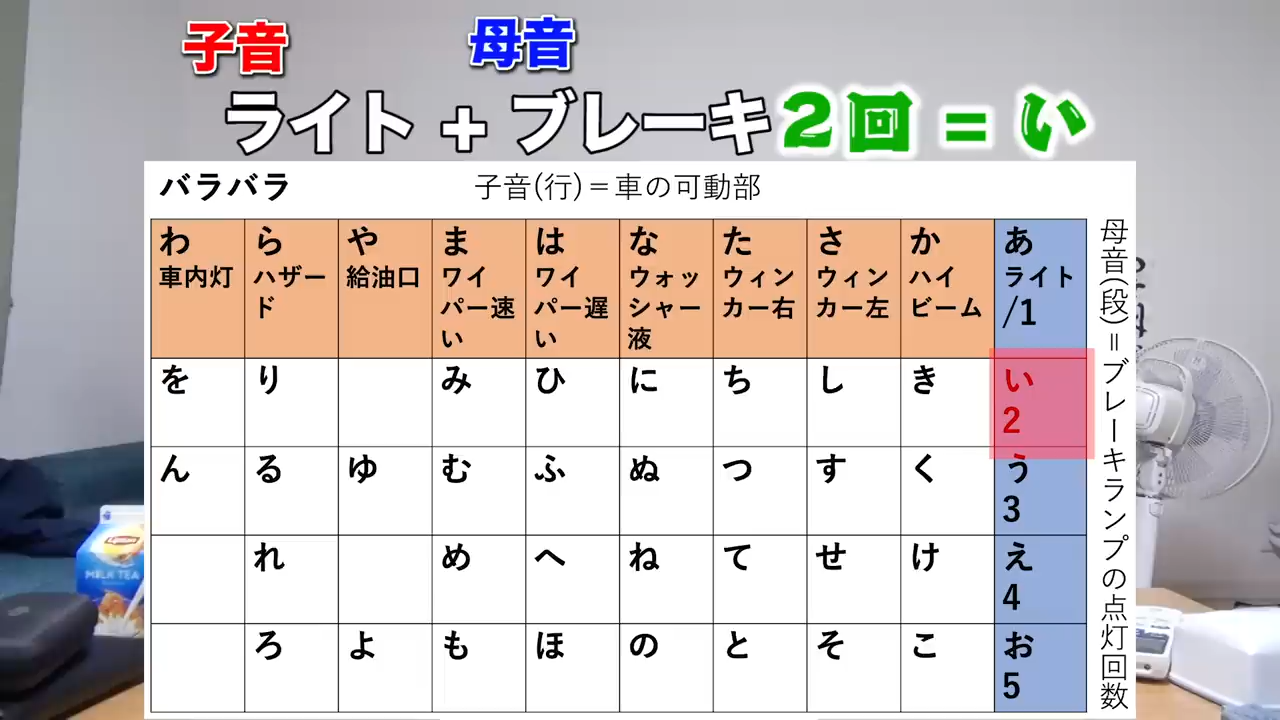 子音 母音
ライト + ブレーキ2回 = い
バラバラ 子音(行)=車の可動部
わ 車内灯 ら ハザード や 給油口 ま ワイパー速い は ワイパー遅い な ウォッシャー液 た ウィンカー右 さ ウィンカー左 か ハイビーム あ ライト/1
を り み ひ に ち し き い 2
ん る ゆ む ふ ぬ つ す く う 3
れ め へ ね て せ け え 4
ろ よ も ほ の と そ こ お 5
母音(段)=ブレーキランプの点灯回数
Lipton
MILK TEA